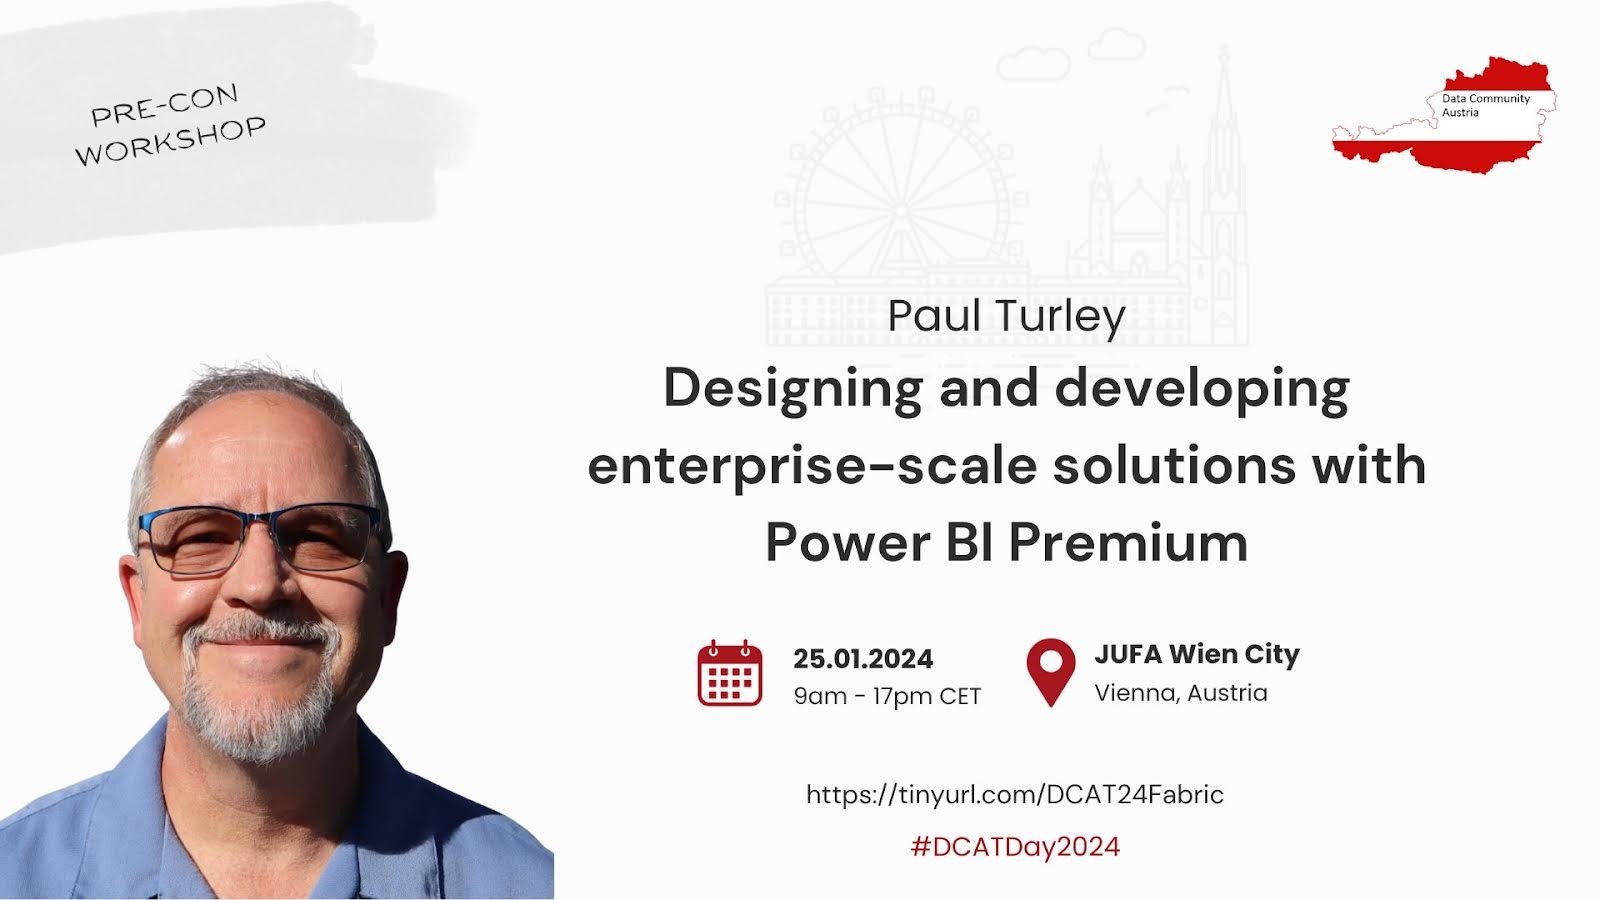 PRE-CON
WORKSHOP
Data Community
Austria
Paul Turley
Designing and developing
enterprise-scale solutions with
Power BI Premium
25.01.2024
9am - 17pm CET
JUFA Wien City
Vienna, Austria
https://tinyurl.com/DCAT24Fabric
#DCATDay2024